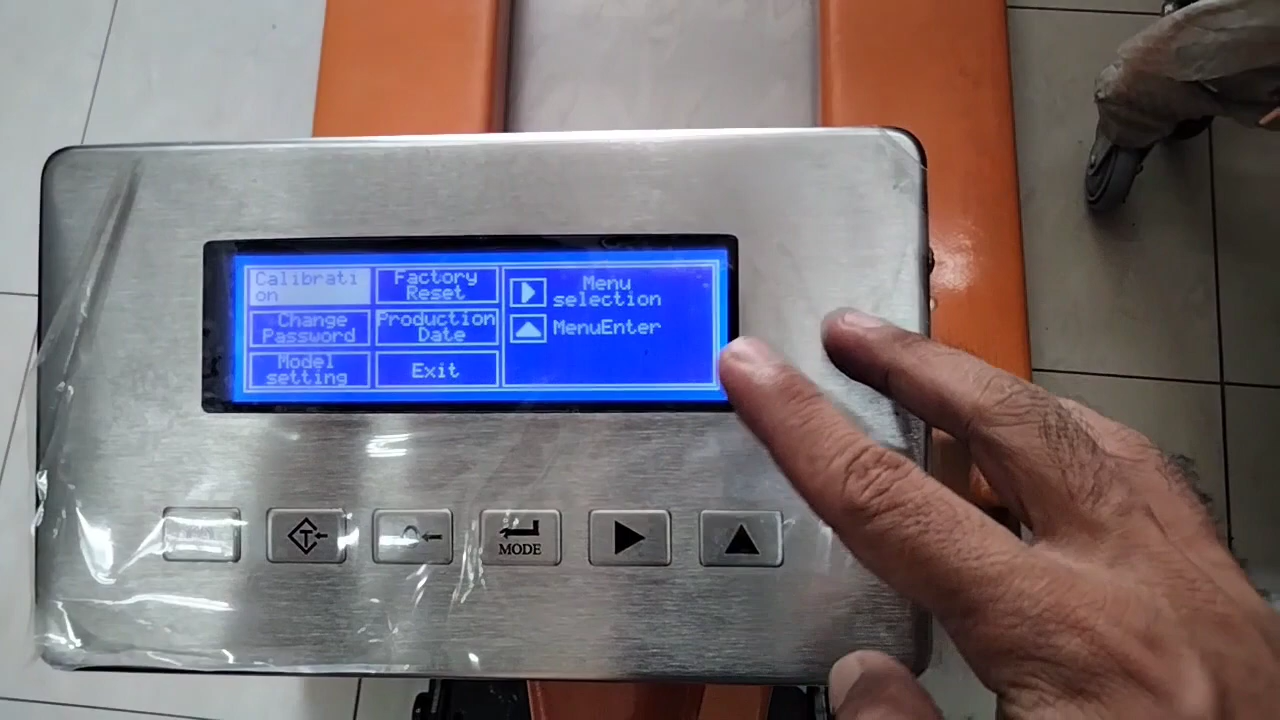 Calibrati
on
Factory
Reset
Change
Password
Production
Date
Model
setting
Exit
Menu
selection
MenuEnter
T
MODE